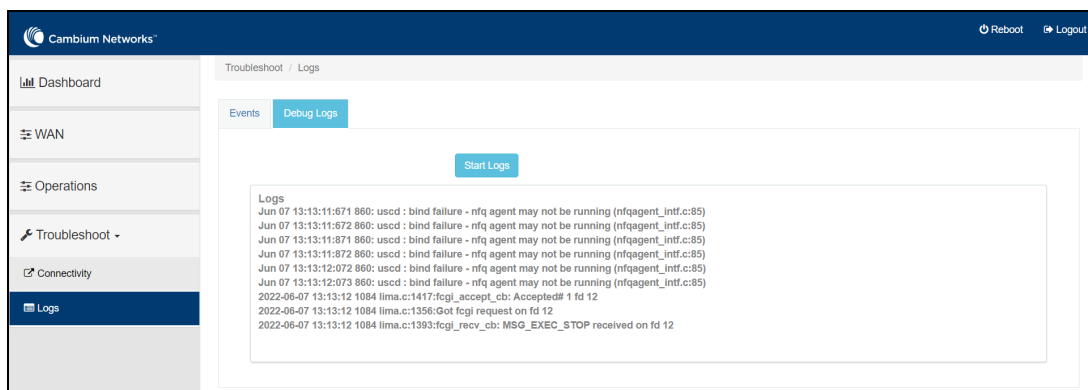 Cambium Networks™
Reboot
Logout
Dashboard
WAN
Operations
Troubleshoot
Connectivity
Logs
Troubleshoot / Logs
Events
Debug Logs
Start Logs
Logs
Jun 07 13:13:11:671 860: uscd : bind failure - nfq agent may not be running (nfqagent_intf.c:85)
Jun 07 13:13:11:672 860: uscd : bind failure - nfq agent may not be running (nfqagent_intf.c:85)
Jun 07 13:13:11:871 860: uscd : bind failure - nfq agent may not be running (nfqagent_intf.c:85)
Jun 07 13:13:11:872 860: uscd : bind failure - nfq agent may not be running (nfqagent_intf.c:85)
Jun 07 13:13:12:072 860: uscd : bind failure - nfq agent may not be running (nfqagent_intf.c:85)
Jun 07 13:13:12:073 860: uscd : bind failure - nfq agent may not be running (nfqagent_intf.c:85)
2022-06-07 13:13:12 1084 lima.c:1417:fcgi_accept_cb: Accepted# 1 fd 12
2022-06-07 13:13:12 1084 lima.c:1356:Got fcgi request on fd 12
2022-06-07 13:13:12 1084 lima.c:1393:fcgi_recv_cb: MSG_EXEC_STOP received on fd 12